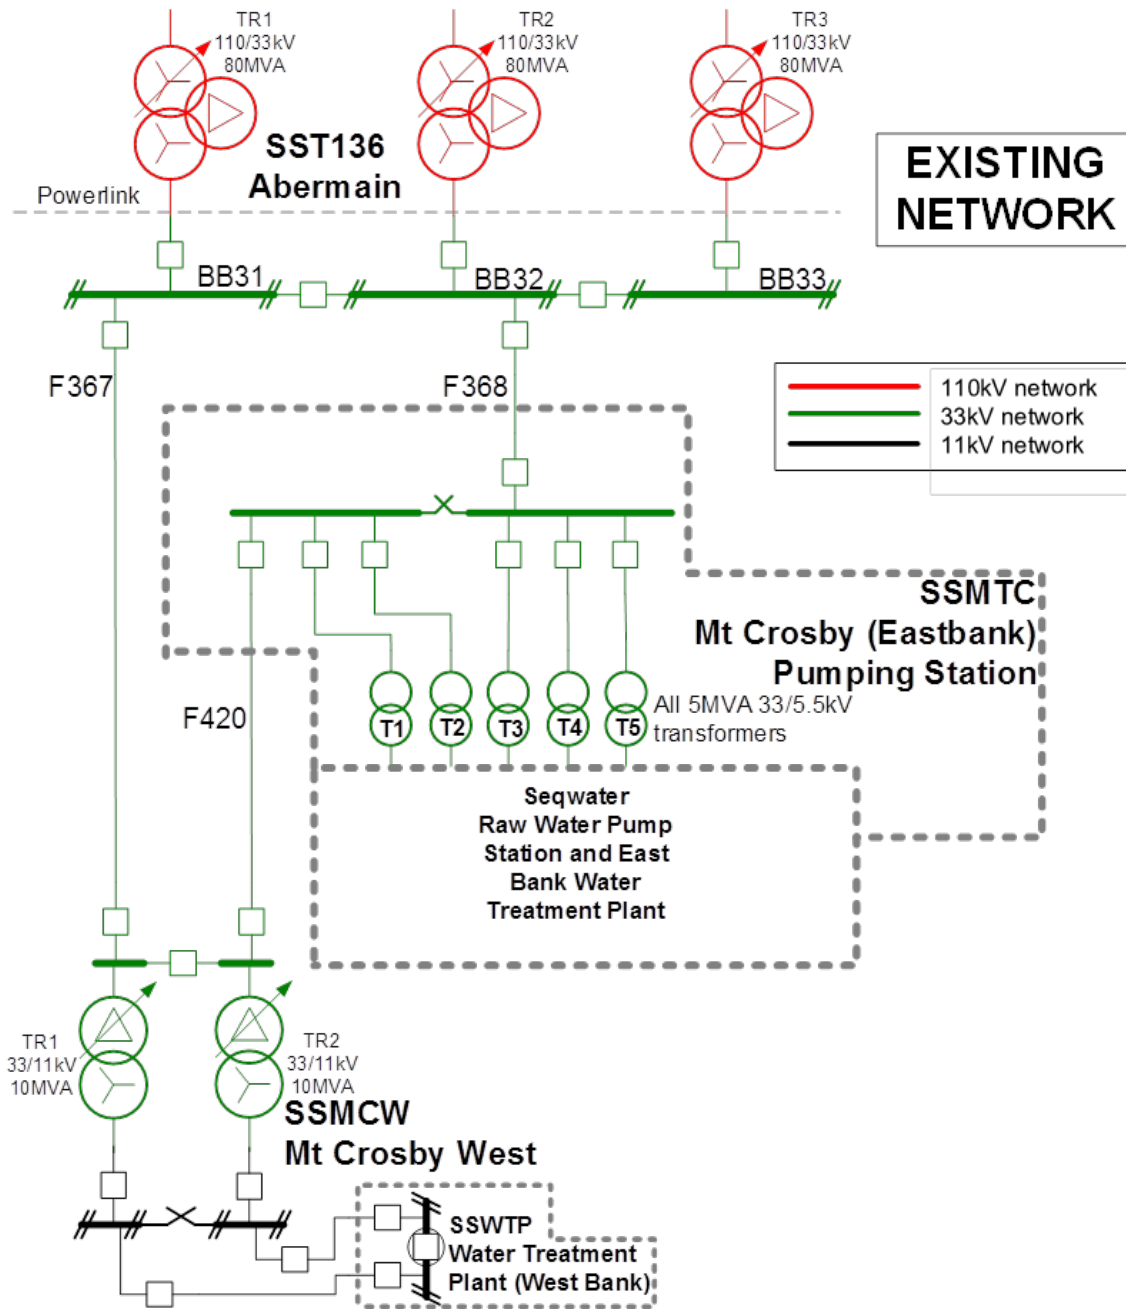 TR1
110/33kV
80MVA
TR2
110/33kV
80MVA
TR3
110/33kV
80MVA
SST136
Abermain
Powerlink
EXISTING
NETWORK
BB31
BB32
BB33
F367
F368
110kV network
33kV network
11kV network
SSMTC
Mt Crosby (Eastbank)
Pumping Station
F420
T1
T2
T3
T4
T5
All 5MVA 33/5.5kV
transformers
Seqwater
Raw Water Pump
Station and East
Bank Water
Treatment Plant
TR1
33/11kV
10MVA
TR2
33/11kV
10MVA
SSMCW
Mt Crosby West
SSWTP
Water Treatment
Plant (West Bank)